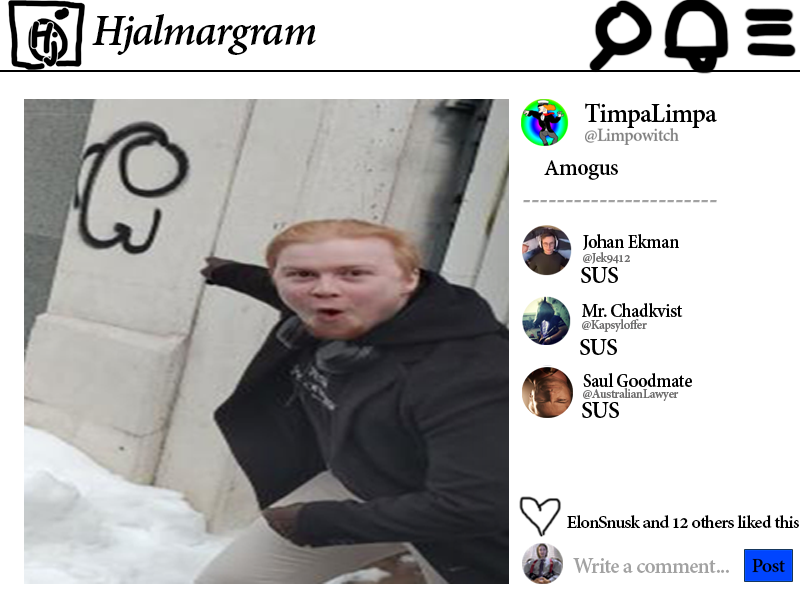 Hj
Hjalmargram
TimpaLimpa
@Limpowitch
Amogus
-----------------------
Johan Ekman
@Jek9412
SUS
Mr. Chadkvist
@Kapsyloffer
SUS
Saul Goodmate
@AustralianLawyer
SUS
ElonSnusk and 12 others liked this
Write a comment...
Post